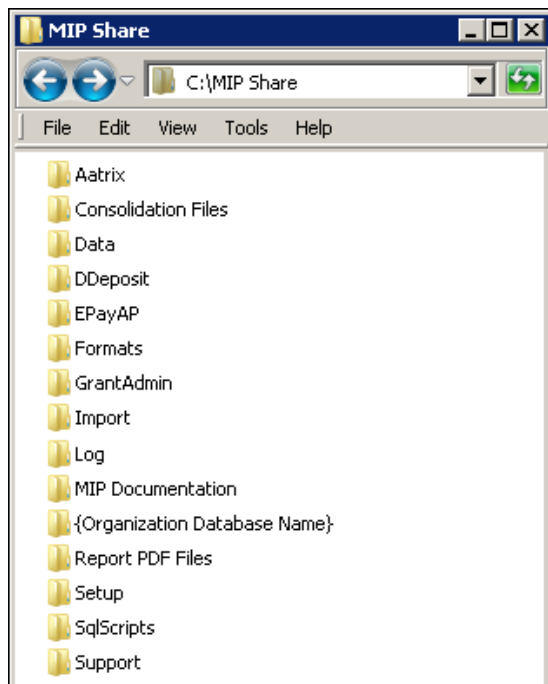 MIP Share
C:\MIP Share
File Edit View Tools Help
Aatrix
Consolidation Files
Data
DDeposit
EPayAP
Formats
GrantAdmin
Import
Log
MIP Documentation
{Organization Database Name}
Report PDF Files
Setup
SqlScripts
Support